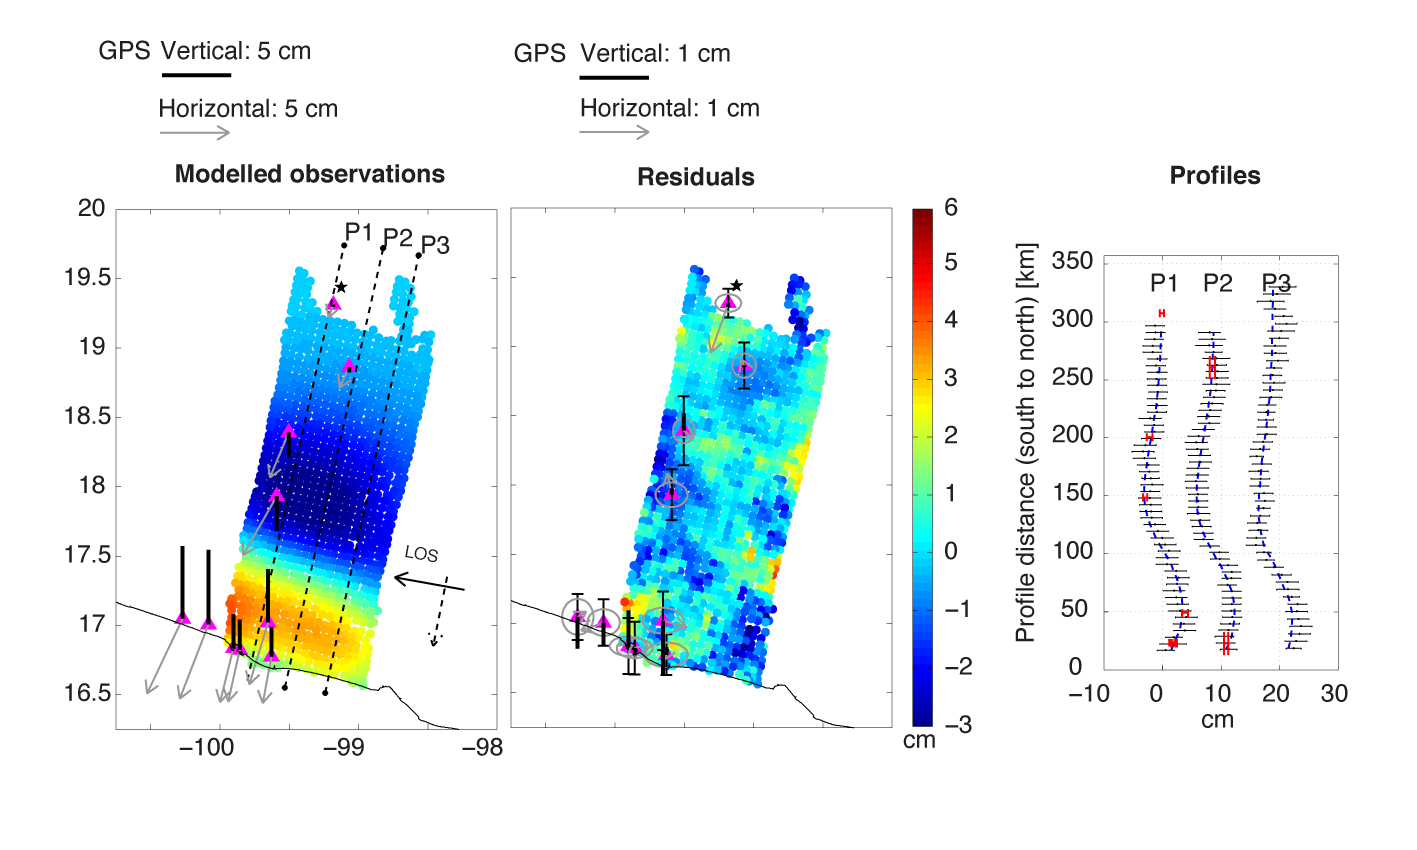 GPS Vertical: 5 cm
Horizontal: 5 cm
GPS Vertical: 1 cm
Horizontal: 1 cm
Modelled observations
Residuals
Profiles
20
19.5
19
18.5
18
17.5
17
16.5
−100
−99
−98
P1
P2
P3
LOS
6
5
4
3
2
1
0
−1
−2
−3
cm
Profile distance (south to north) [km]
350
300
250
200
150
100
50
0
P1
P2
P3
−10
0
10
20
30
cm